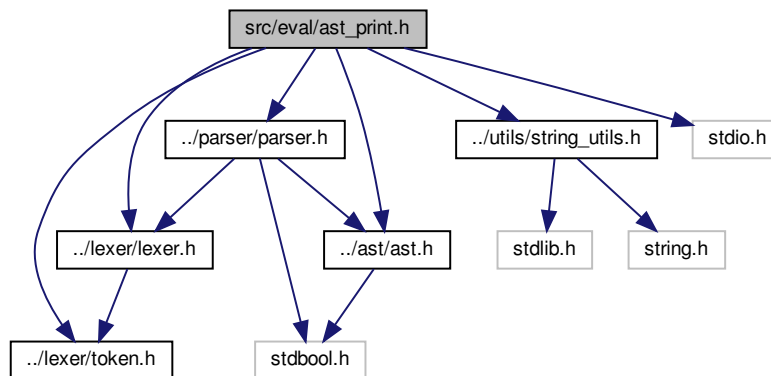 src/eval/ast_print.h
../parser/parser.h
../utils/string_utils.h
stdio.h
../lexer/lexer.h
../ast/ast.h
stdlib.h
string.h
../lexer/token.h
stdbool.h